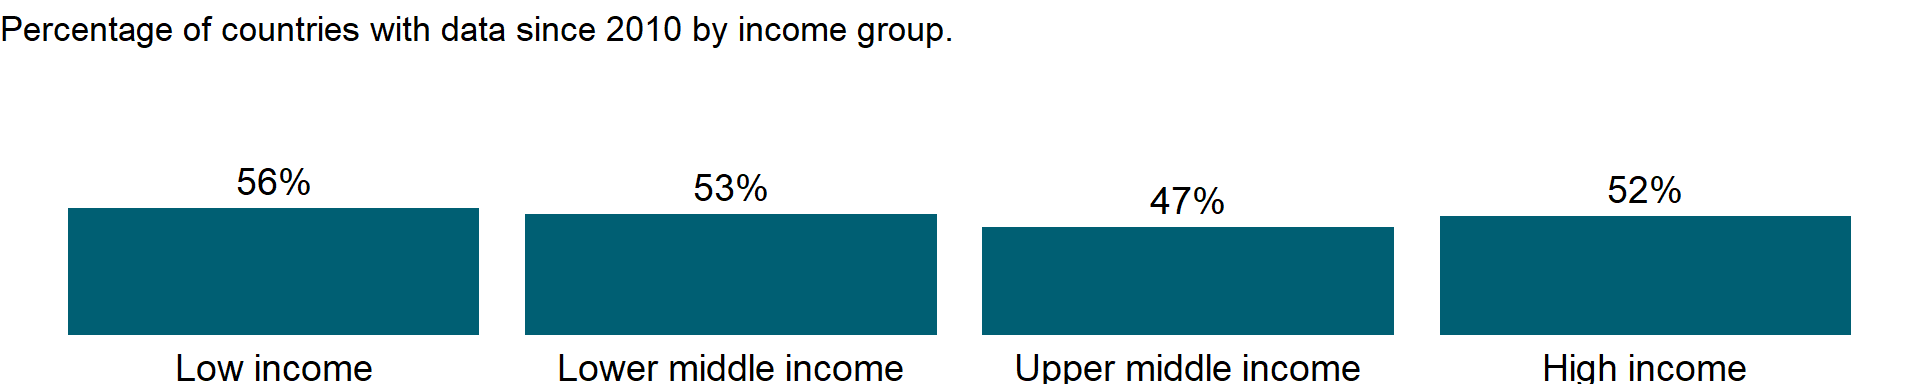 Percentage of countries with data since 2010 by income group.
56%
53%
47%
52%
Low income
Lower middle income
Upper middle income
High income